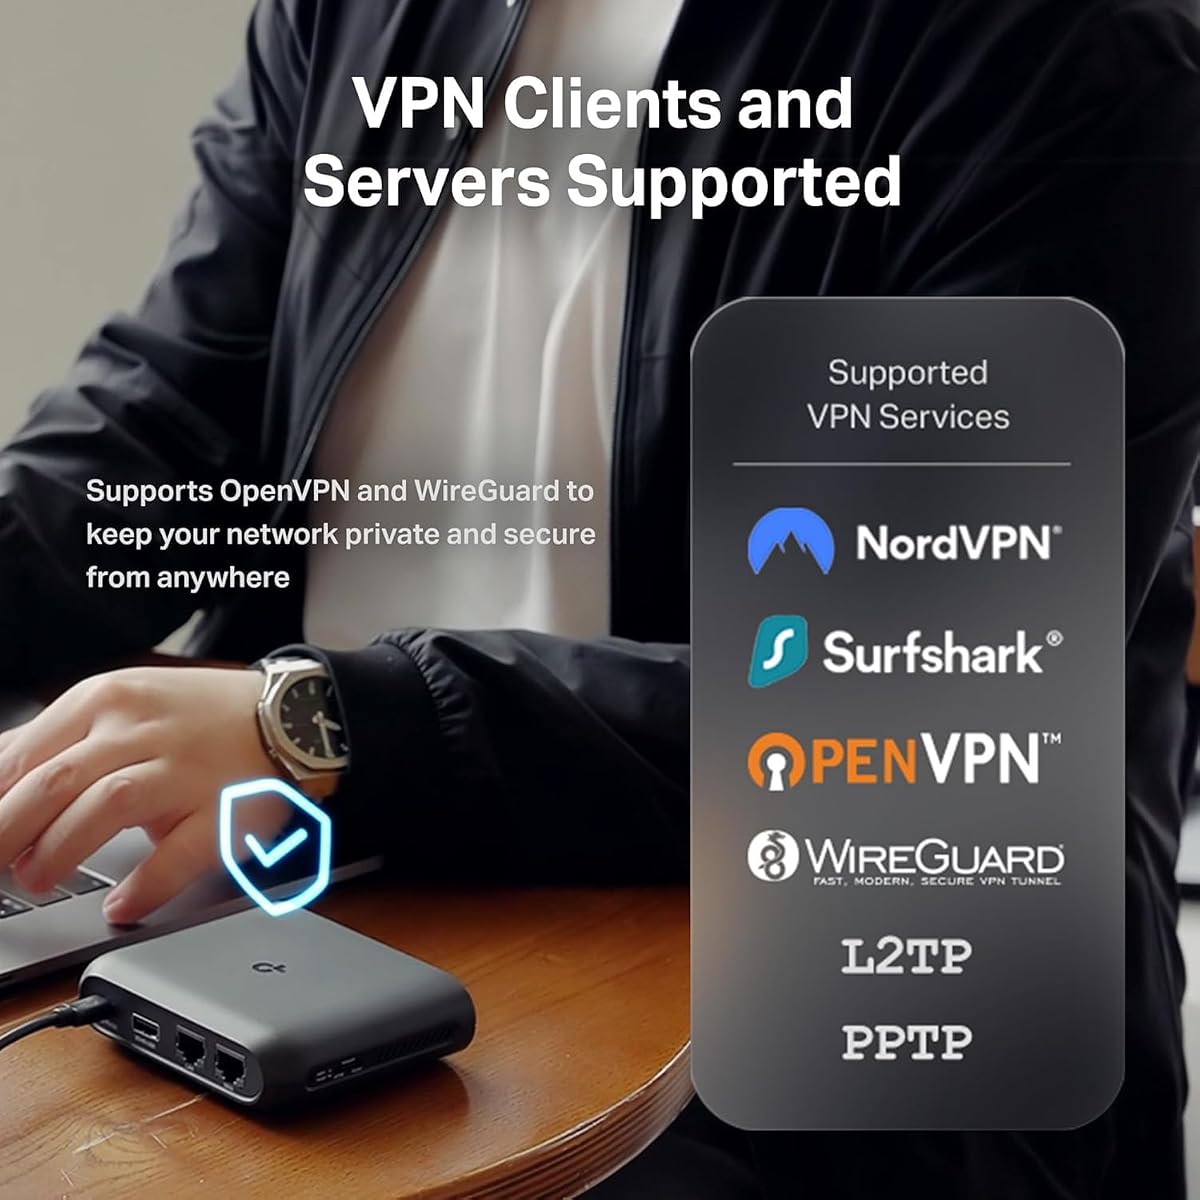 VPN Clients and
Servers Supported
Supports OpenVPN and WireGuard to
keep your network private and secure
from anywhere
Supported
VPN Services
NordVPN®
Surfshark®
OPENVPN™
WIREGUARD®
FAST, MODERN, SECURE VPN TUNNEL
L2TP
PPTP